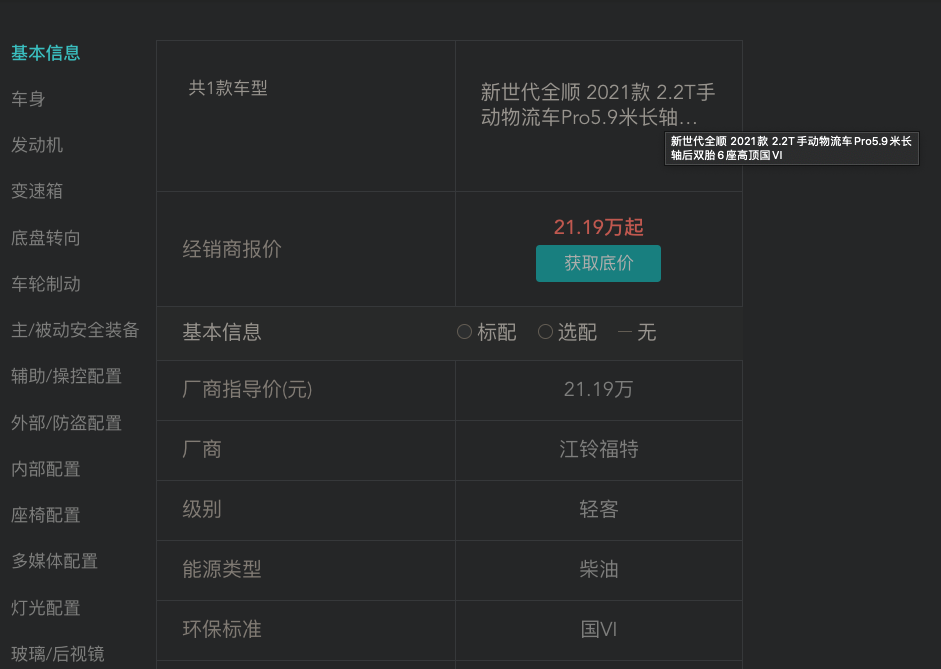 基本信息
车身
发动机
变速箱
底盘转向
车轮制动
主/被动安全装备
辅助/操控配置
外部/防盗配置
内部配置
座椅配置
多媒体配置
灯光配置
玻璃/后视镜
共1款车型
新世代全顺 2021款 2.2T手
动物流车Pro5.9米长轴...
新世代全顺 2021款 2.2T手动物流车Pro5.9米长
轴后双胎6座高顶国VI
经销商报价
21.19万起
获取底价
基本信息 标配 选配 无
厂商指导价(元) 21.19万
厂商 江铃福特
级别 轻客
能源类型 柴油
环保标准 国VI